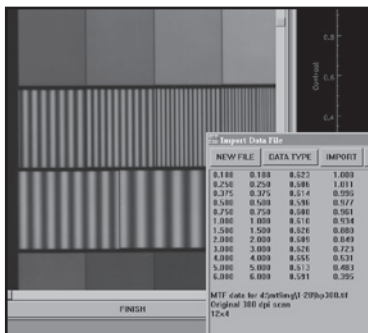 0.8
Contrast
0.6
0.4
Import Data File
NEW FILE DATA TYPE IMPORT
0.100 0.100 0.623 1.000
0.250 0.250 0.606 1.011
0.375 0.375 0.614 0.996
0.500 0.500 0.596 0.977
0.750 0.750 0.600 0.961
1.000 1.000 0.610 0.934
1.500 1.500 0.626 0.880
2.000 2.000 0.609 0.849
3.000 3.000 0.626 0.723
4.000 4.000 0.655 0.531
5.000 5.000 0.613 0.483
6.000 6.000 0.591 0.395
FINISH
MTF data for
Original 300 dpi scan
12x4